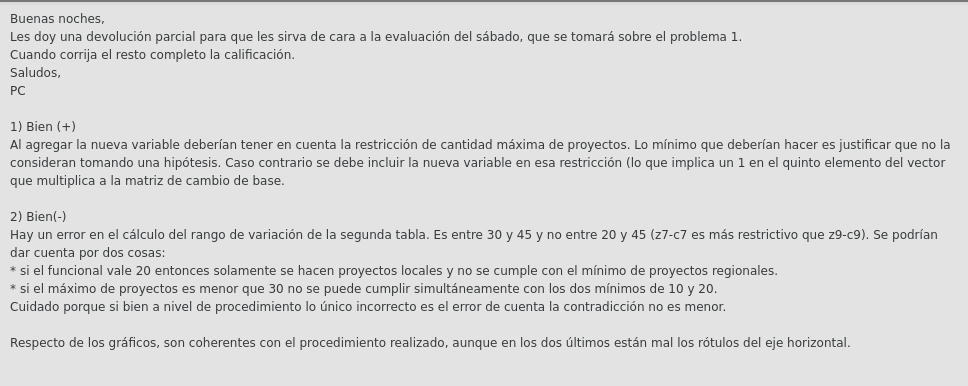 Buenas noches,
Les doy una devolución parcial para que les sirva de cara a la evaluación del sábado, que se tomará sobre el problema 1.
Cuando corrija el resto completo la calificación.
Saludos,
PC

1) Bien (+)
Al agregar la nueva variable deberían tener en cuenta la restricción de cantidad máxima de proyectos. Lo mínimo que deberían hacer es justificar que no la
consideran tomando una hipótesis. Caso contrario se debe incluir la nueva variable en esa restricción (lo que implica un 1 en el quinto elemento del vector
que multiplica a la matriz de cambio de base.

2) Bien(-)
Hay un error en el cálculo del rango de variación de la segunda tabla. Es entre 30 y 45 y no entre 20 y 45 (z7-c7 es más restrictivo que z9-c9). Se podrían
dar cuenta por dos cosas:
* si el funcional vale 20 entonces solamente se hacen proyectos locales y no se cumple con el mínimo de proyectos regionales.
* si el máximo de proyectos es menor que 30 no se puede cumplir simultáneamente con los dos mínimos de 10 y 20.
Cuidado porque si bien a nivel de procedimiento lo único incorrecto es el error de cuenta la contradicción no es menor.

Respecto de los gráficos, son coherentes con el procedimiento realizado, aunque en los dos últimos están mal los rótulos del eje horizontal.